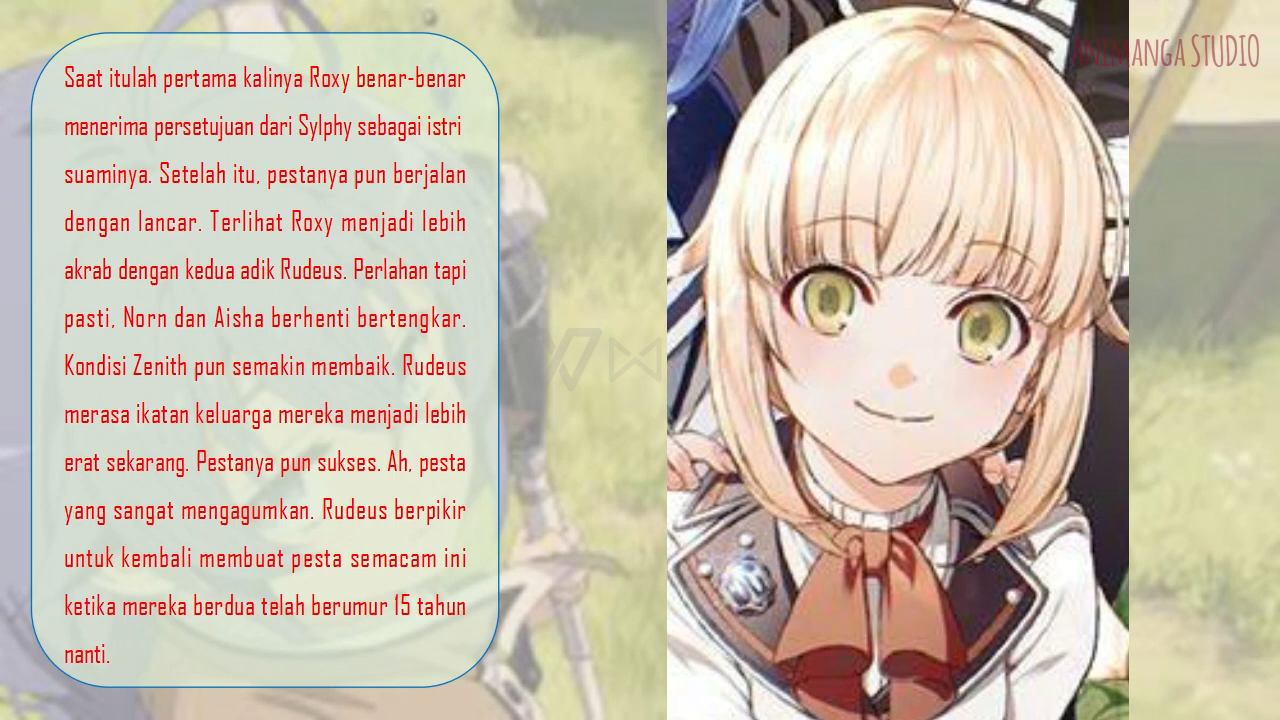 Saat itulah pertama kalinya Roxy benar-benar
menerima persetujuan dari Sylphy sebagai istri
suaminya. Setelah itu, pestanya pun berjalan
dengan lancar. Terlihat Roxy menjadi lebih
akrab dengan kedua adik Rudeus. Perlahan tapi
pasti, Norn dan Aisha berhenti bertengkar.
Kondisi Zenith pun semakin membaik. Rudeus
merasa ikatan keluarga mereka menjadi lebih
erat sekarang. Pestanya pun sukses. Ah, pesta
yang sangat mengagumkan. Rudeus berpikir
untuk kembali membuat pesta semacam ini
ketika mereka berdua telah berumur 15 tahun
nanti.
ANIMANGA STUDIO